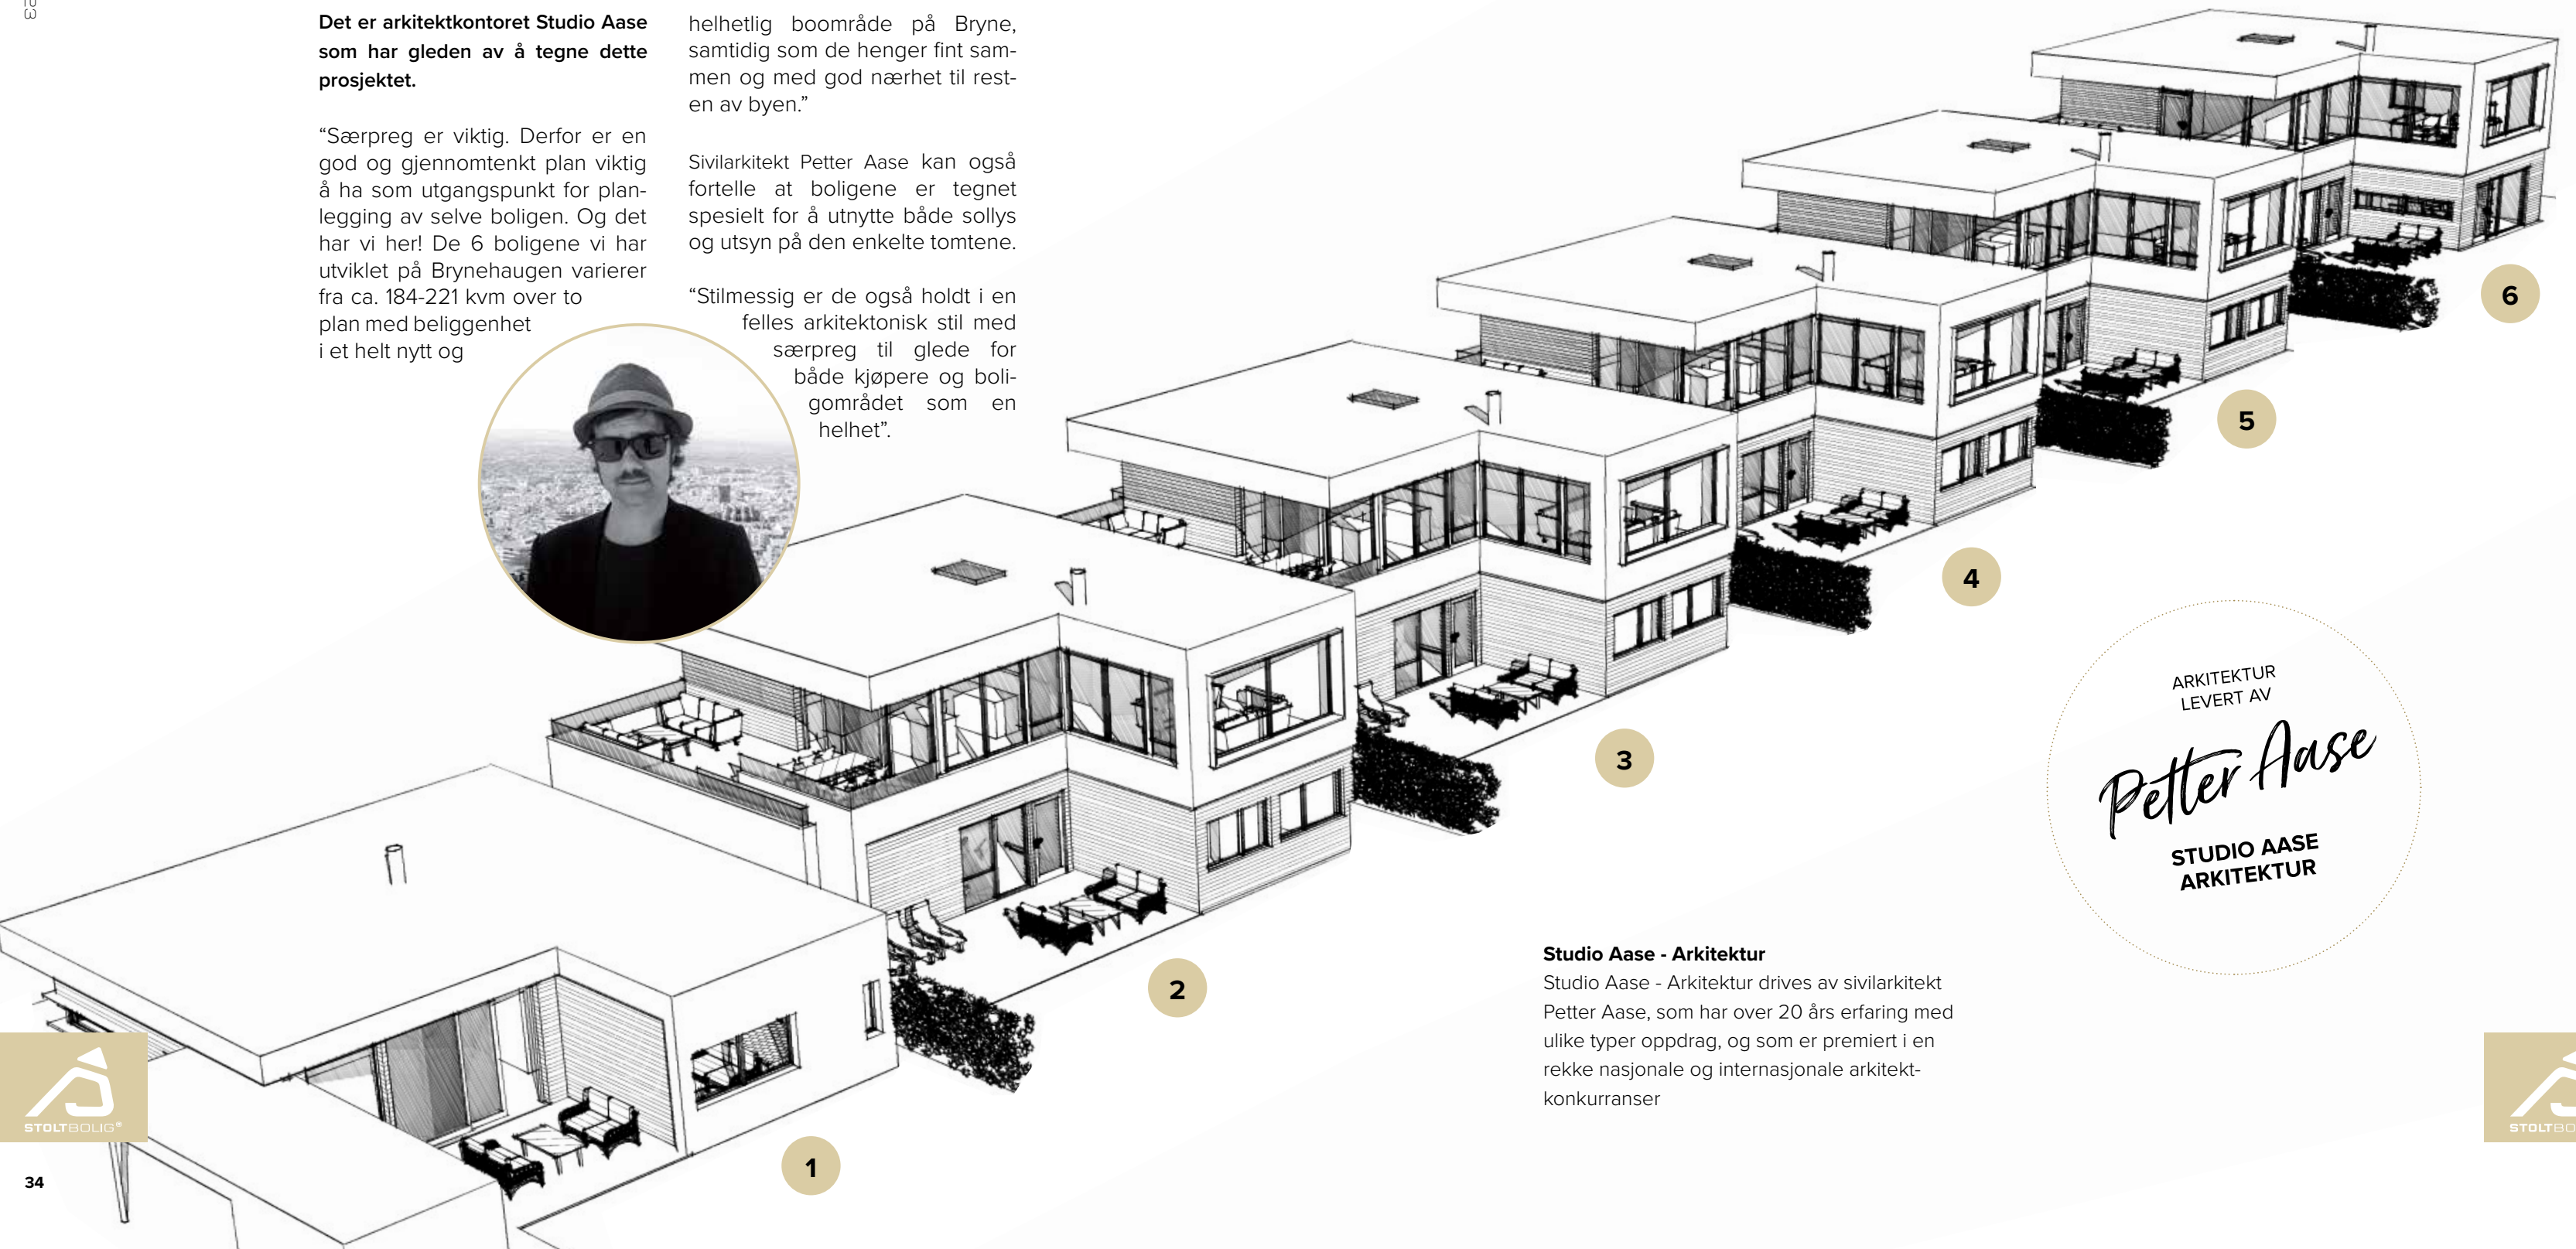 Det er arkitektkontoret Studio Aase
som har gleden av å tegne dette
prosjektet.
“Særpreg er viktig. Derfor er en
god og gjennomtenkt plan viktig
å ha som utgangspunkt for plan-
legging av selve boligen. Og det
har vi her! De 6 boligene vi har
utviklet på Brynehaugen varierer
fra ca. 184-221 kvm over to
plan med beliggenhet
i et helt nytt og
helhetlig boområde på Bryne,
samtidig som de henger fint sam-
men og med god nærhet til rest-
en av byen.”
Sivilarkitekt Petter Aase kan også
fortelle at boligene er tegnet
spesielt for å utnytte både sollys
og utsyn på den enkelte tomtene.
“Stilmessig er de også holdt i en
felles arkitektonisk stil med
særpreg til glede for
både kjøpere og boli-
gområdet som en
helhet”.
6
5
4
3
2
1
ARKITEKTUR
LEVERT AV
Petter Aase
STUDIO AASE
ARKITEKTUR
Studio Aase - Arkitektur
Studio Aase - Arkitektur drives av sivilarkitekt
Petter Aase, som har over 20 års erfaring med
ulike typer oppdrag, og som er premiert i en
rekke nasjonale og internasjonale arkitekt-
konkurranser
STOLTBOLIG®
34
STOLTBO